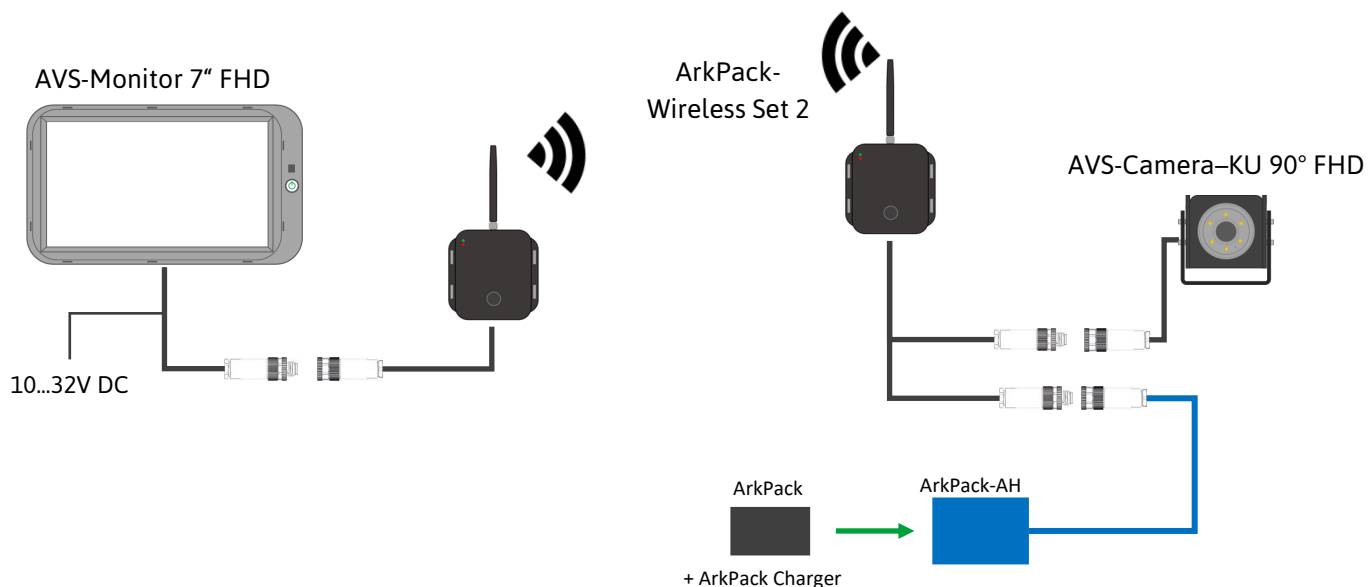 AVS-Monitor 7“ FHD
10...32V DC
ArkPack-
Wireless Set 2
AVS-Camera–KU 90° FHD
ArkPack
+ ArkPack Charger
ArkPack-AH